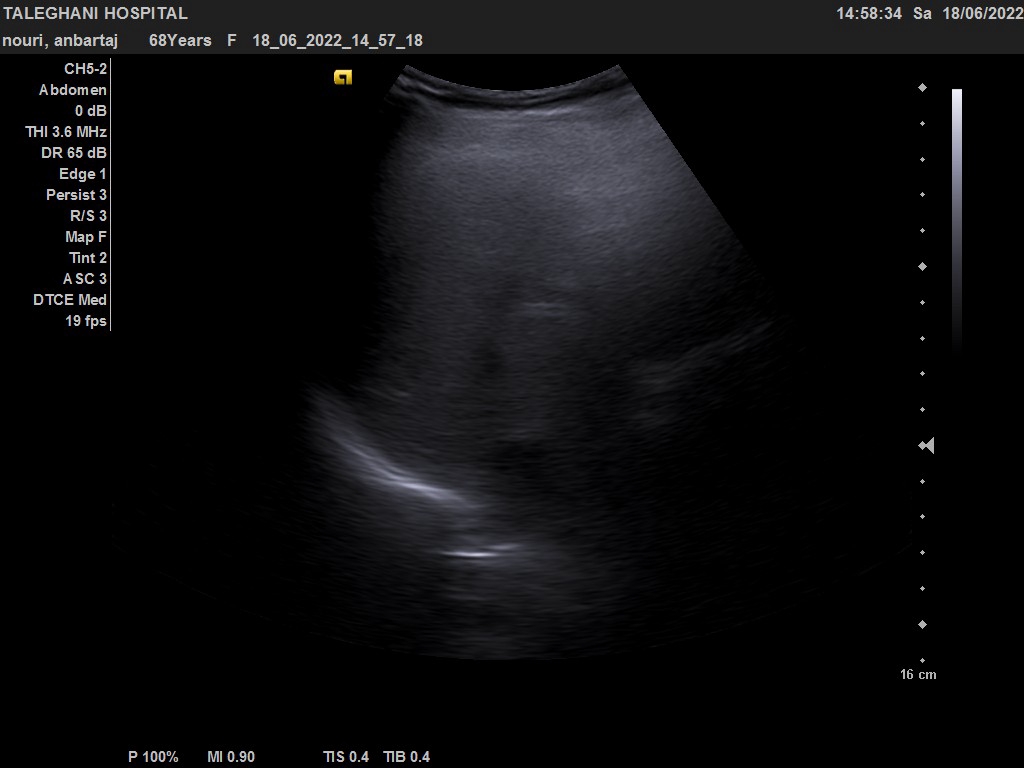 TALEGHANI HOSPITAL 14:58:34 Sa 18/06/2022
nouri, anbartaj 68Years F 18_06_2022_14_57_18
CH5-2
Abdomen
0 dB
THI 3.6 MHz
DR 65 dB
Edge 1
Persist 3
R/S 3
Map F
Tint 2
ASC 3
DTCE Med
19 fps
16 cm
P 100% MI 0.90 TIS 0.4 TIB 0.4